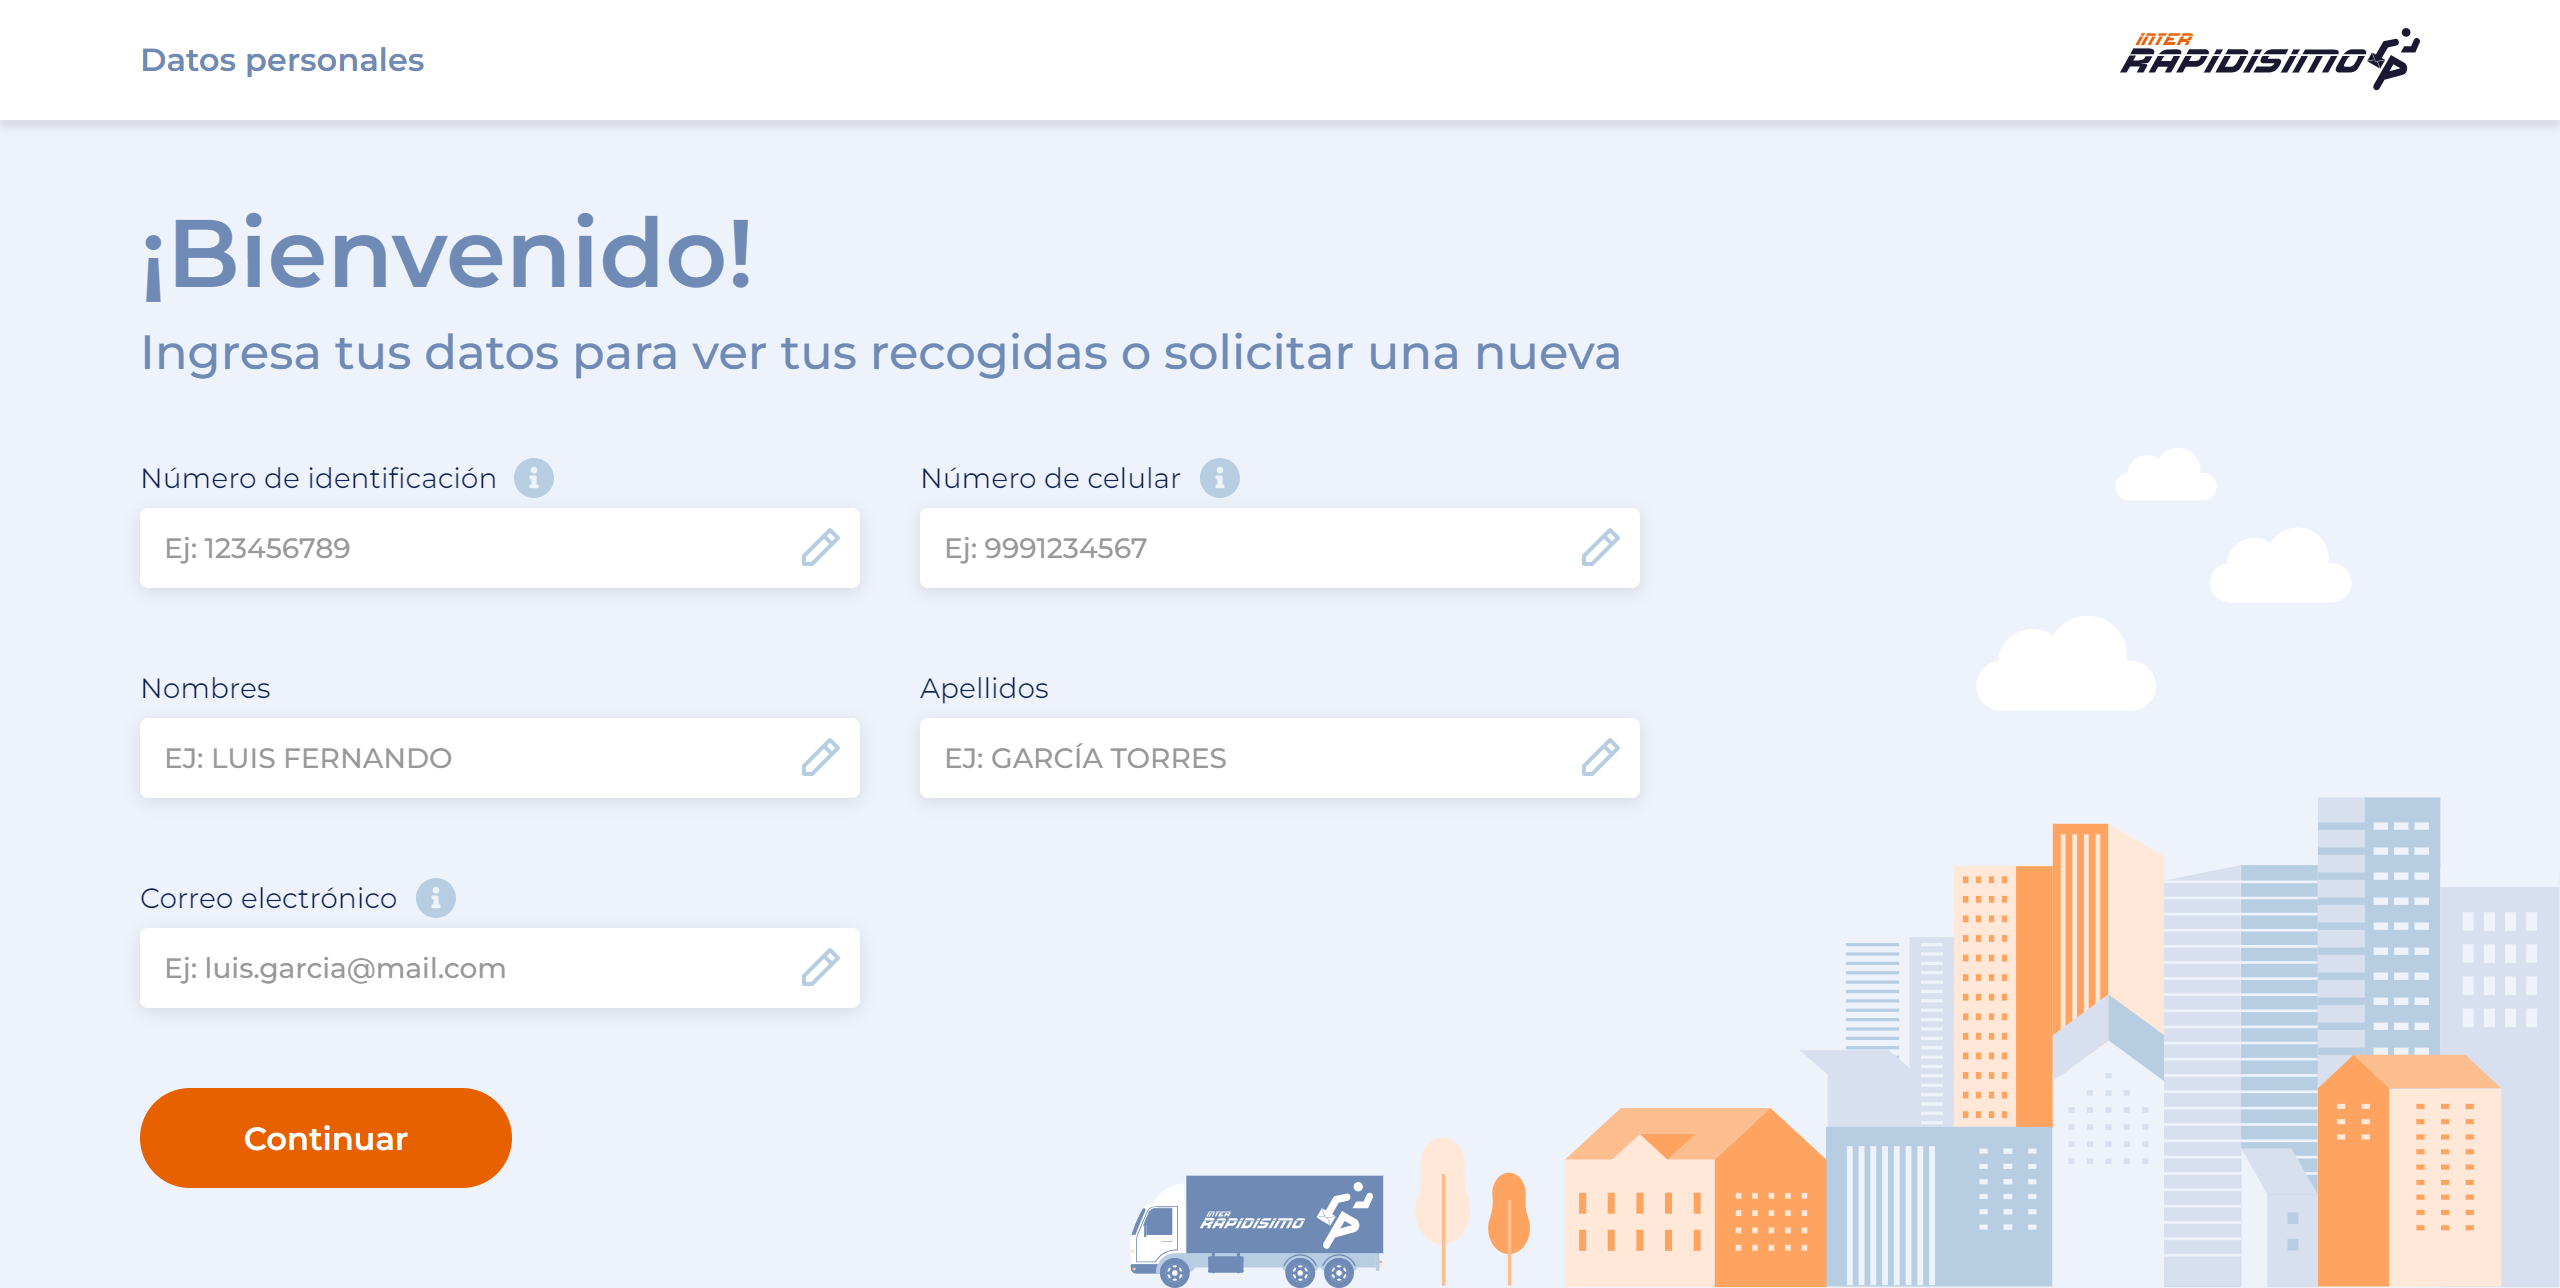 Datos personales
INTER
RAPIDISIMO
¡Bienvenido!
Ingresa tus datos para ver tus recogidas o solicitar una nueva
Número de identificación
Número de celular
Ej: 123456789
Ej: 9991234567
Nombres
Apellidos
EJ: LUIS FERNANDO
EJ: GARCÍA TORRES
Correo electrónico
Ej: luis.garcia@mail.com
Continuar
INTER
RAPIDISIMO